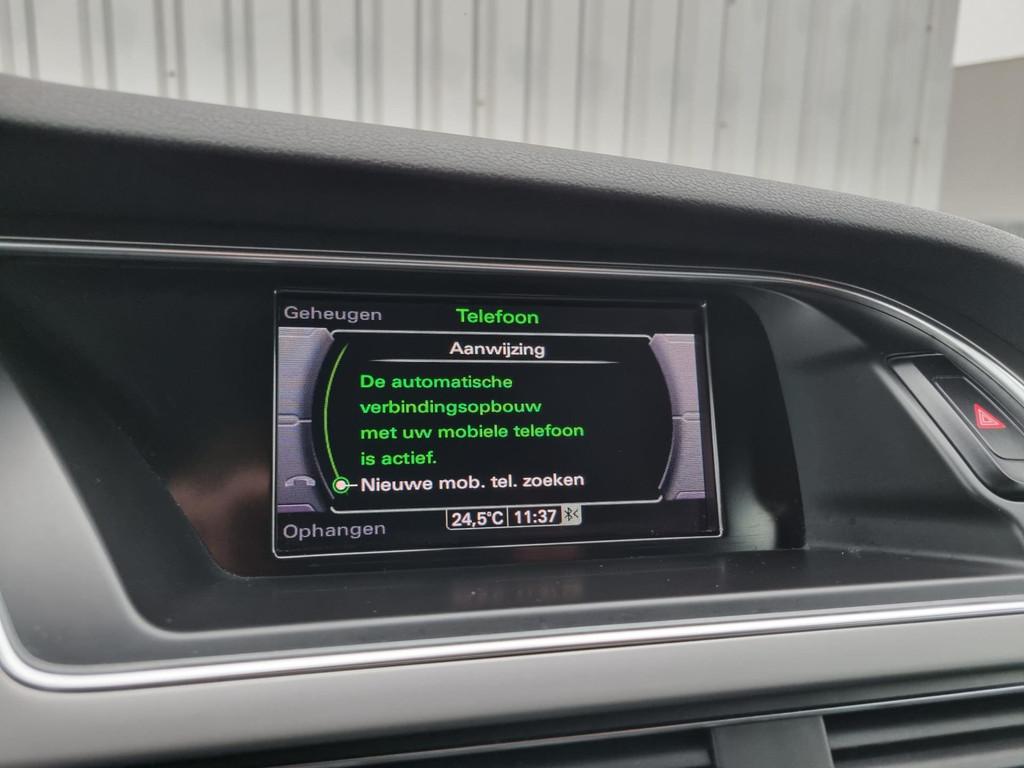 Geheugen
Telefoon
Aanwijzing
De automatische
verbindingsopbouw
met uw mobiele telefoon
is actief.
Nieuwe mob. tel. zoeken
24,5°C 11:37
Ophangen